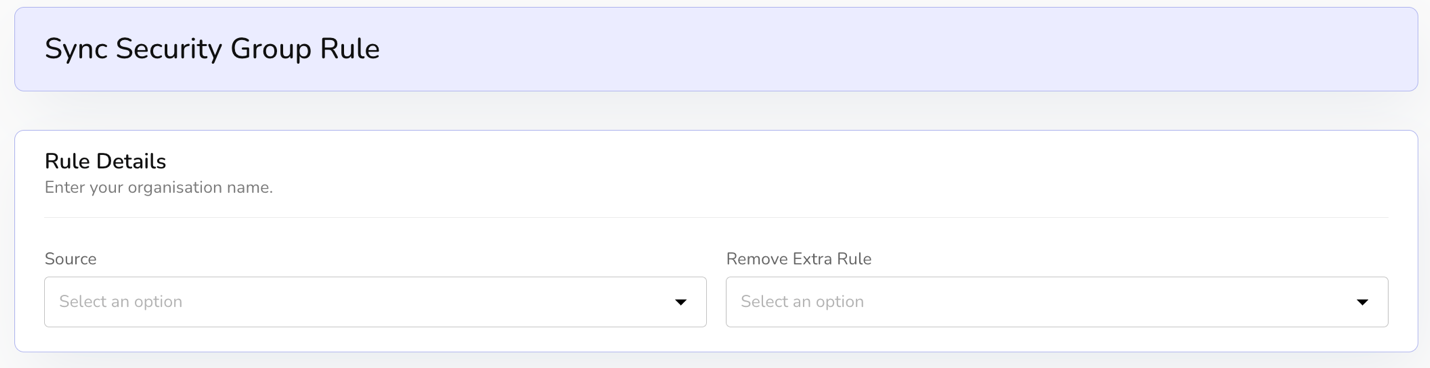 Sync Security Group Rule
Rule Details
Enter your organisation name.
Source
Remove Extra Rule
Select an option
Select an option